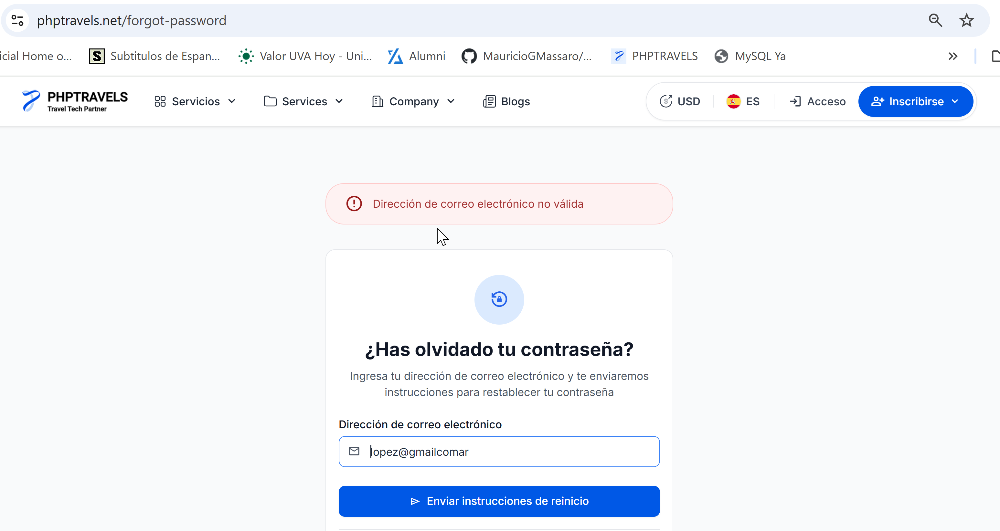 phptravels.net/forgot-password
icial Home o... Subtitulos de Espan... Valor UVA Hoy - Uni... Alumni MauricioGMassaro/... PHPTRAVELS MySQL Ya
PHPTRAVELS
Travel Tech Partner
Servicios Services Company Blogs USD ES Acceso Inscribirse
Dirección de correo electrónico no válida
¿Has olvidado tu contraseña?
Ingresa tu dirección de correo electrónico y te enviaremos
instrucciones para restablecer tu contraseña
Dirección de correo electrónico
lopez@gmailcomar
Enviar instrucciones de reinicio